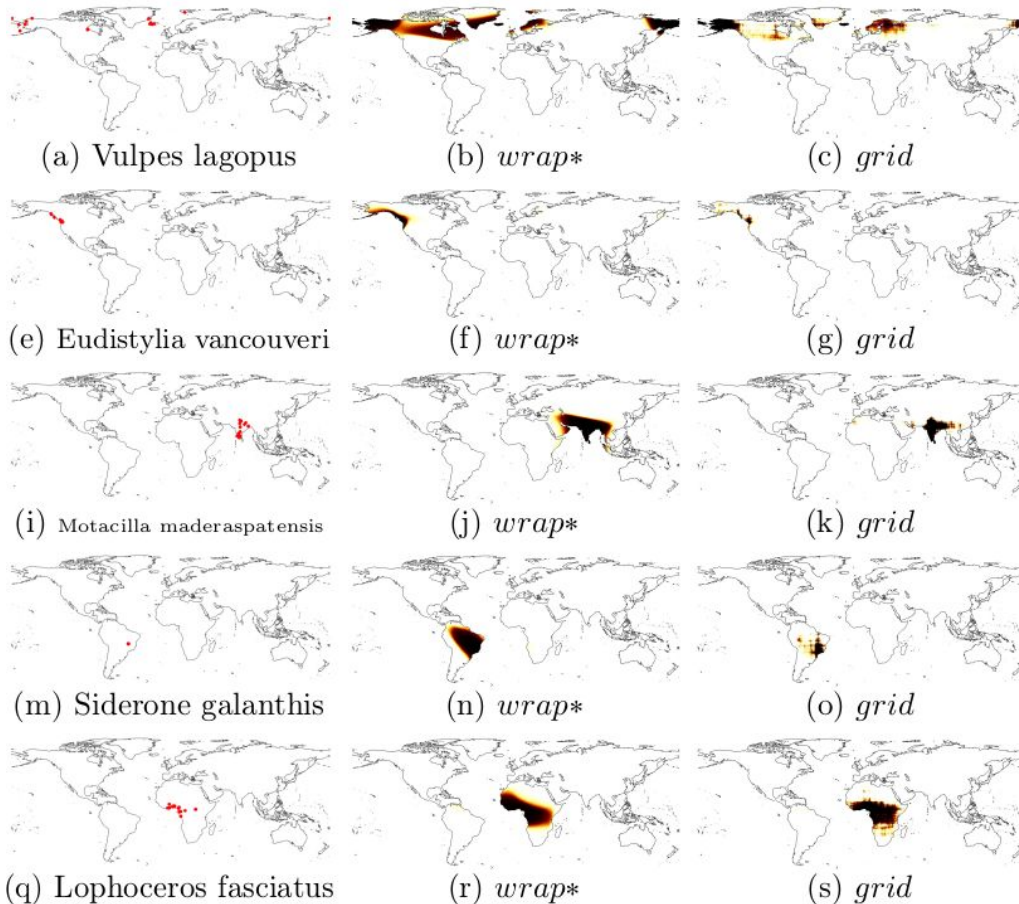 (a) Vulpes lagopus
(b) wrap*
(c) grid
(e) Eudistylia vancouveri
(f) wrap*
(g) grid
(i) Motacilla maderaspatensis
(j) wrap*
(k) grid
(m) Siderone galanthis
(n) wrap*
(o) grid
(q) Lophoceros fasciatus
(r) wrap*
(s) grid